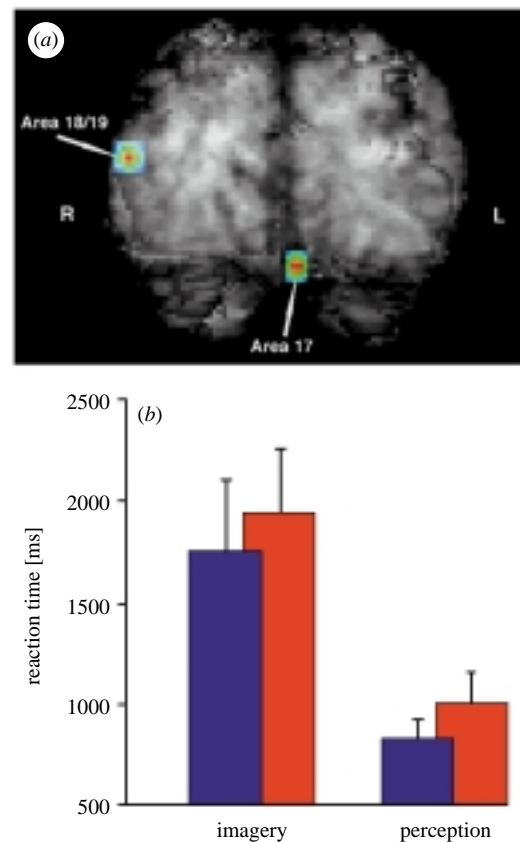 (a)
Area 18/19
R
L
Area 17
(b)
2500
2000
1500
1000
500
reaction time [ms]
imagery
perception